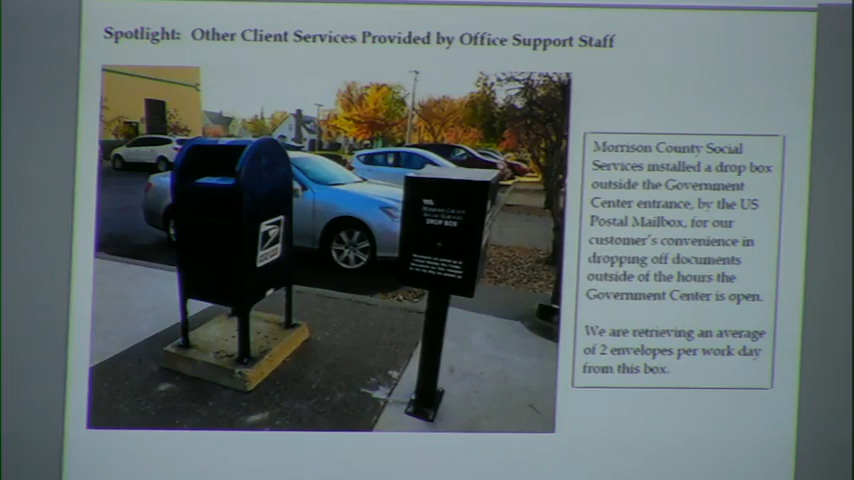 Spotlight: Other Client Services Provided by Office Support Staff
Morrison County Social
Services installed a drop box
outside the Government
Center entrance, by the US
Postal Mailbox, for our
customer's convenience in
dropping off documents
outside of the hours the
Government Center is open.
We are retrieving an average
of 2 envelopes per work day
from this box.
DROP BOX